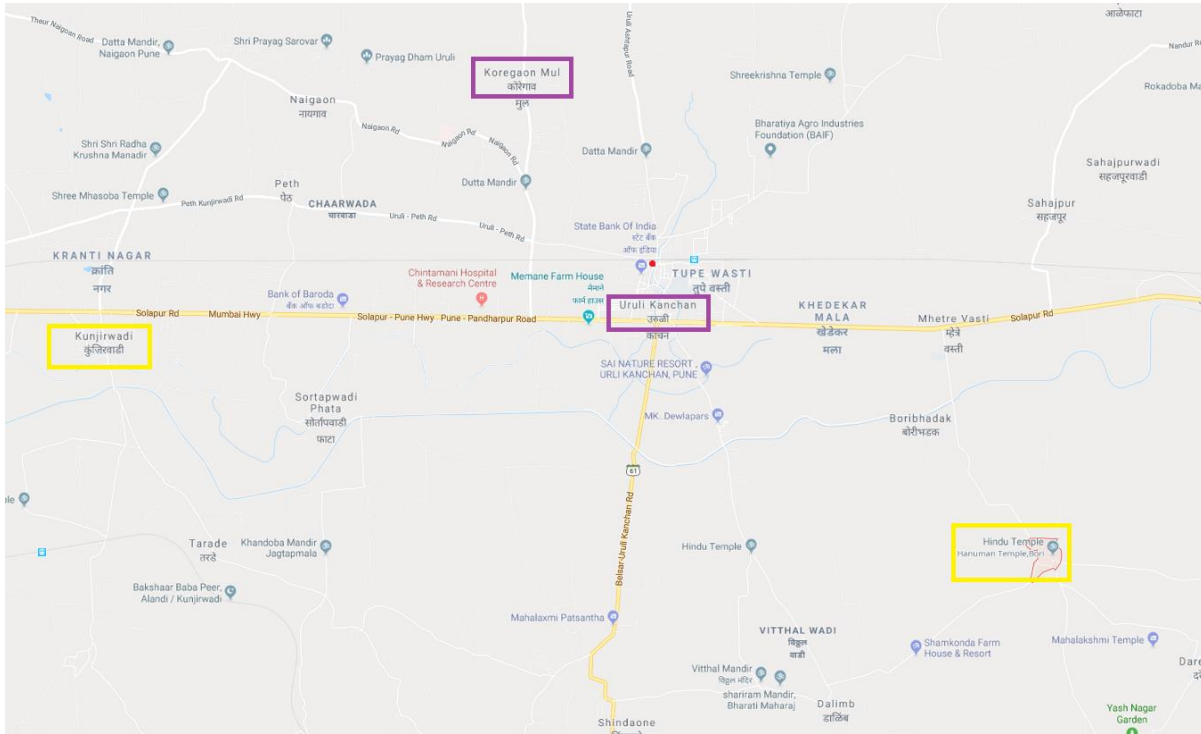 आळेफाटा
Theur Naigaon Road
Datta Mandir,
Naigaon Pune
Shri Prayag Sarovar
Prayag Dham Uruli
Uruli Ashtapur Road
Nandur Rd
Koregaon Mul
कोरेगाव
मुल
Shreekrishna Temple
Rokadoba Ma
Naigaon
नायगाव
Naigaon Rd
Naigaon Rd
Bharatiya Agro Industries
Foundation (BAIF)
Shri Shri Radha
Krushna Manadir
Datta Mandir
Sahajpurwadi
सहजपूरवाडी
Shree Mhasoba Temple
Peth
पेठ
Dutta Mandir
Peth Kunjirwadi Rd
CHAARWADA
चारवाडा
Uruli - Peth Rd
Uruli - Peth Rd
Sahajpur
सहजपूर
State Bank Of India
स्टेट बँक
ऑफ इंडिया
KRANTI NAGAR
क्रांति
नगर
Chintamani Hospital
& Research Centre
Memane Farm House
मेमाने
फार्म हाउस
TUPE WASTI
तुपे वस्ती
Bank of Baroda
बँक ऑफ बडोदा
Uruli Kanchan
उरुळी
कांचन
KHEDEKAR
MALA
खेडेकर
मला
Mhetre Vasti
म्हेत्रे
वस्ती
Solapur Rd
Mumbai Hwy
Solapur - Pune Hwy
Pune - Pandharpur Road
Solapur Rd
Kunjirwadi
कुंजिरवाडी
SAI NATURE RESORT ,
URLI KANCHAN, PUNE
Sortapwadi
Phata
सोर्तापवाडी
फाटा
MK. Dewlapars
Boribhadak
बोरीभडक
61
Belsar-Uruli Kanchan Rd
ple
Tarade
तरडे
Khandoba Mandir
Jagtapmala
Hindu Temple
Hindu Temple
Hanuman Temple,Bori
Bakshaar Baba Peer,
Alandi / Kunjirwadi
Mahalaxmi Patsantha
VITTHAL WADI
विठ्ठल
वाडी
Shamkonda Farm
House & Resort
Mahalakshmi Temple
Vitthal Mandir
विठ्ठल मंदिर
shariram Mandir,
Bharati Maharaj
Dare
Dalimb
डाळिंब
Yash Nagar
Garden
Shindaone